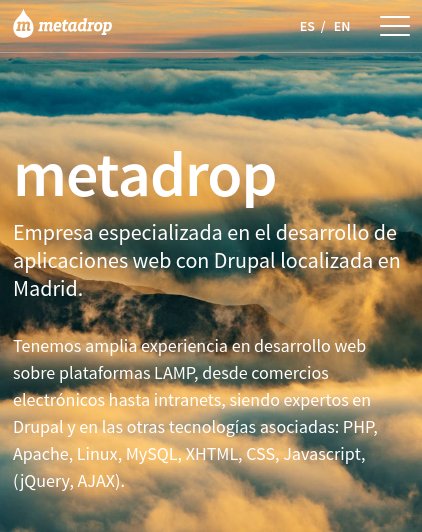 metadrop
ES / EN
metadrop
Empresa especializada en el desarrollo de
aplicaciones web con Drupal localizada en
Madrid.
Tenemos amplia experiencia en desarrollo web
sobre plataformas LAMP, desde comercios
electrónicos hasta intranets, siendo expertos en
Drupal y en las otras tecnologías asociadas: PHP,
Apache, Linux, MySQL, XHTML, CSS, Javascript,
(jQuery, AJAX).